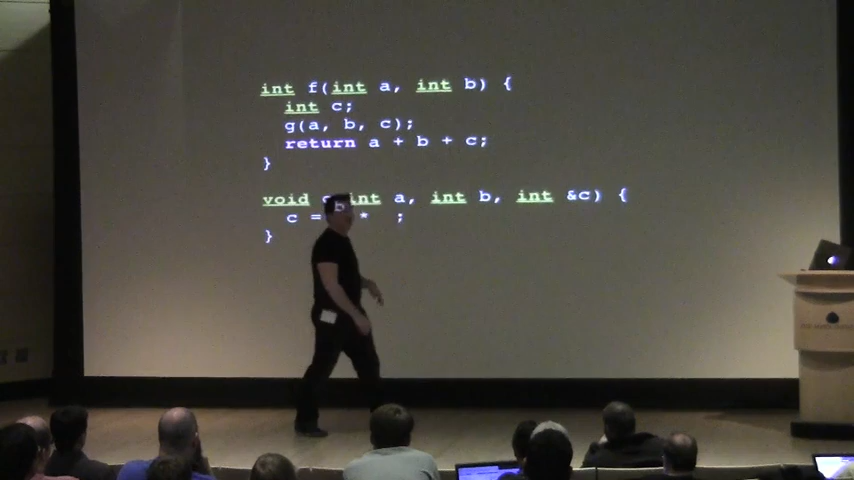 int f(int a, int b) {
int c;
g(a, b, c);
return a + b + c;
}
void int a, int b, int &c) {
c = b * ;
}